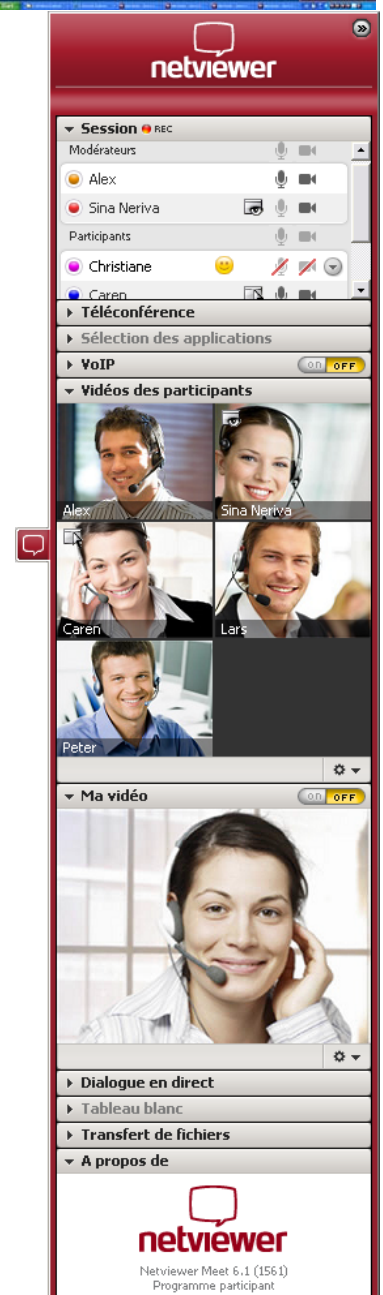 netviewer
Session REC
Modérateurs
Alex
Sina Neriva
Participants
Christiane
Caren
Téléconférence
Sélection des applications
VoIP on OFF
Vidéos des participants
Alex Sina Neriva
Caren Lars
Peter
Ma vidéo on OFF
Dialogue en direct
Tableau blanc
Transfert de fichiers
A propos de
netviewer
Netviewer Meet 6.1 (1561)
Programme participant